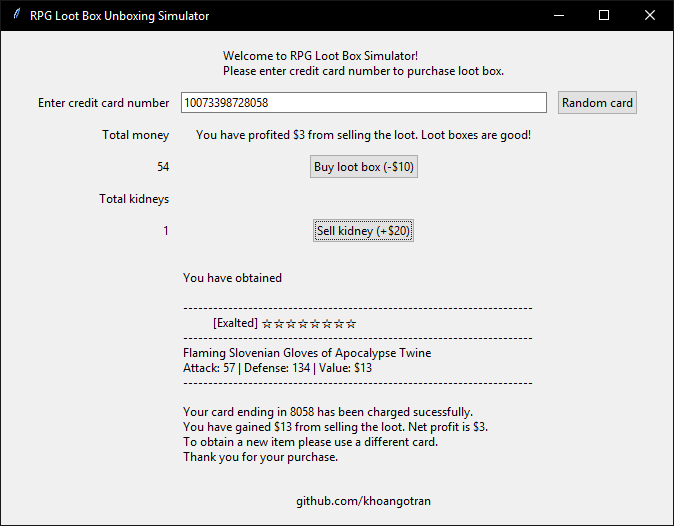 RPG Loot Box Unboxing Simulator
Welcome to RPG Loot Box Simulator!
Please enter credit card number to purchase loot box.
Enter credit card number 10073398728058 Random card
Total money You have profited $3 from selling the loot. Loot boxes are good!
54 Buy loot box (-$10)
Total kidneys
1 Sell kidney (+$20)
You have obtained
----------------------------------------------------------------------
[Exalted] ☆☆☆☆☆☆☆☆
----------------------------------------------------------------------
Flaming Slovenian Gloves of Apocalypse Twine
Attack: 57 | Defense: 134 | Value: $13
----------------------------------------------------------------------
Your card ending in 8058 has been charged sucessfully.
You have gained $13 from selling the loot. Net profit is $3.
To obtain a new item please use a different card.
Thank you for your purchase.
github.com/khoangotran